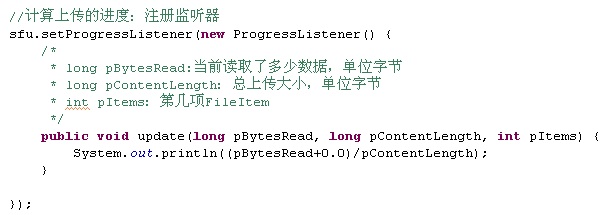 //计算上传的进度：注册监听器
sfu.setProgressListener(new ProgressListener() {
/*
* long pBytesRead:当前读取了多少数据，单位字节
* long pContentLength: 总上传大小，单位字节
* int pItems: 第几项FileItem
*/
public void update(long pBytesRead, long pContentLength, int pItems) {
System.out.println((pBytesRead+0.0)/pContentLength);
}
});